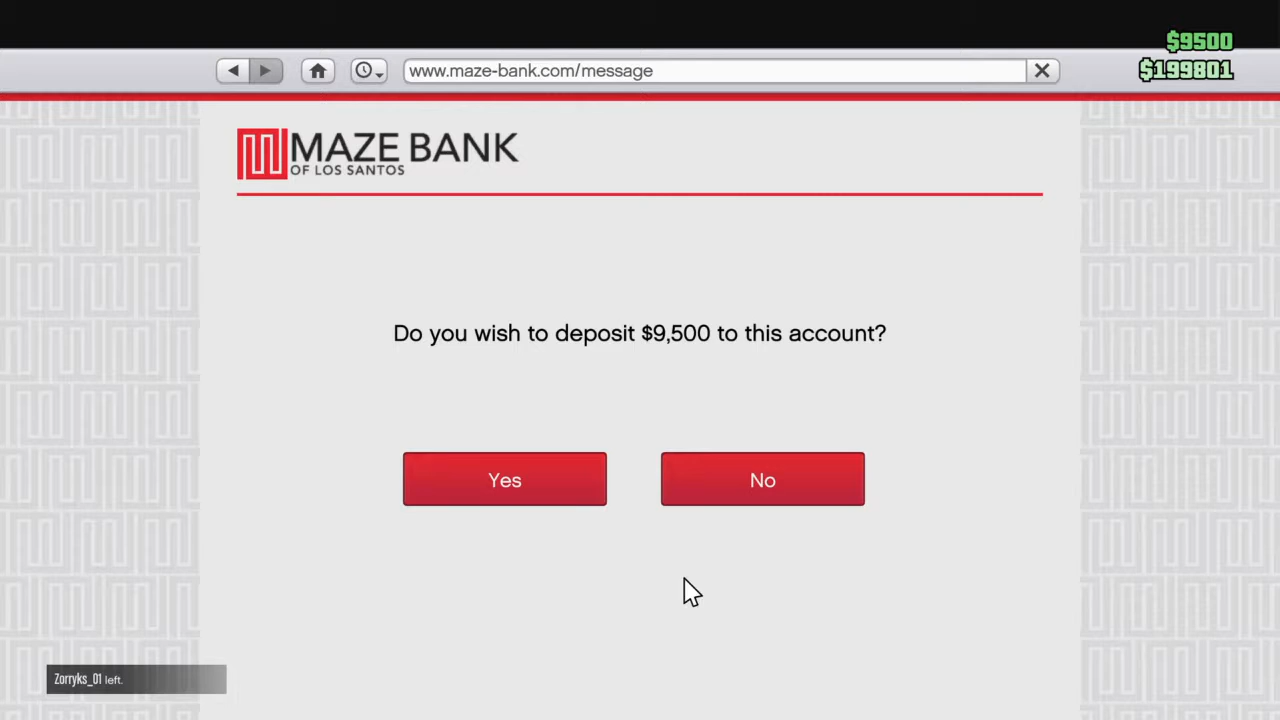 $9500
www.maze-bank.com/message
$199801
MAZE BANK
OF LOS SANTOS
Do you wish to deposit $9,500 to this account?
Yes
No
Zorryks_01 left.